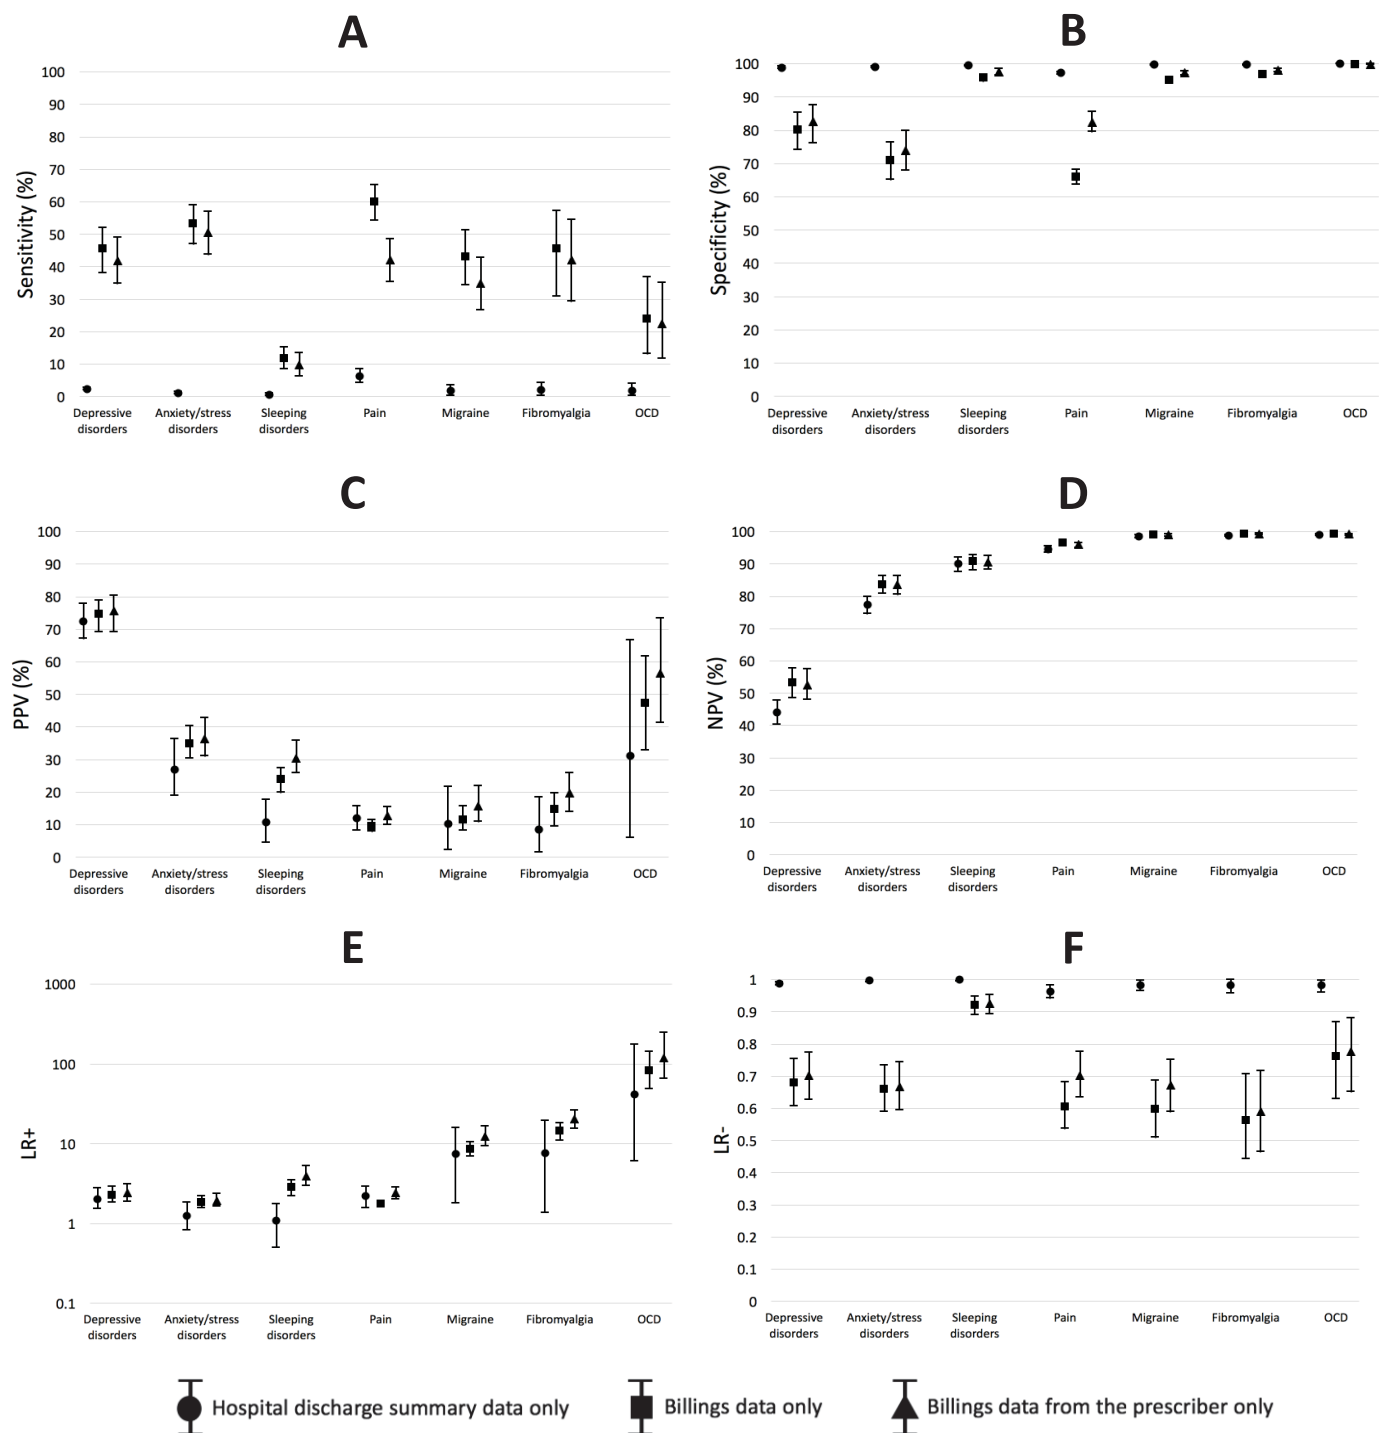 A
Sensitivity (%)
100
90
80
70
60
50
40
30
20
10
0
Depressive disorders
Anxiety/stress disorders
Sleeping disorders
Pain
Migraine
Fibromyalgia
OCD
B
Specificity (%)
100
90
80
70
60
50
40
30
20
10
0
Depressive disorders
Anxiety/stress disorders
Sleeping disorders
Pain
Migraine
Fibromyalgia
OCD
C
PPV (%)
100
90
80
70
60
50
40
30
20
10
0
Depressive disorders
Anxiety/stress disorders
Sleeping disorders
Pain
Migraine
Fibromyalgia
OCD
D
NPV (%)
100
90
80
70
60
50
40
30
20
10
0
Depressive disorders
Anxiety/stress disorders
Sleeping disorders
Pain
Migraine
Fibromyalgia
OCD
E
LR+
1000
100
10
1
0.1
Depressive disorders
Anxiety/stress disorders
Sleeping disorders
Pain
Migraine
Fibromyalgia
OCD
F
LR-
1
0.9
0.8
0.7
0.6
0.5
0.4
0.3
0.2
0.1
0
Depressive disorders
Anxiety/stress disorders
Sleeping disorders
Pain
Migraine
Fibromyalgia
OCD
Hospital discharge summary data only
Billings data only
Billings data from the prescriber only